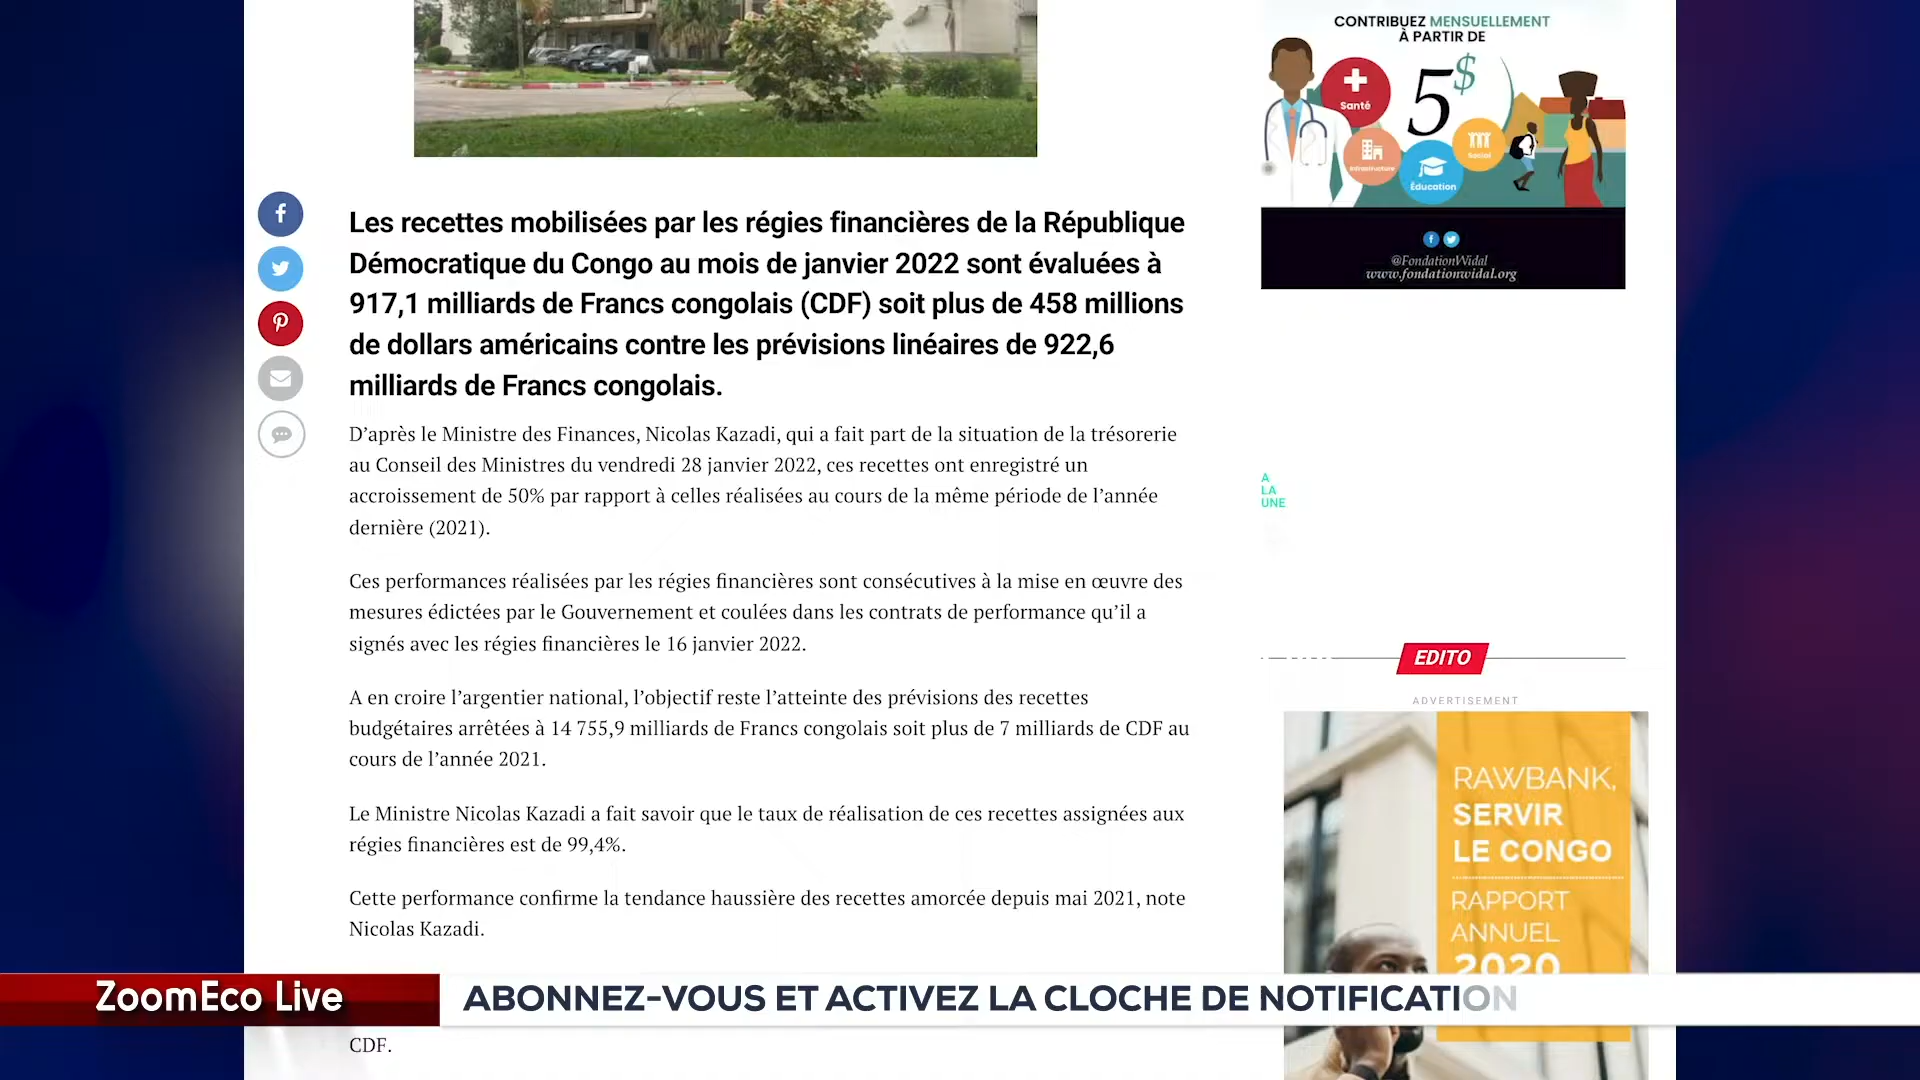 CONTRIBUEZ MENSUELLEMENT
À PARTIR DE
5$
Santé
Infrastructure
Éducation
Social
@FondationWidal
www.fondationwidal.org
Les recettes mobilisées par les régies financières de la République
Démocratique du Congo au mois de janvier 2022 sont évaluées à
917,1 milliards de Francs congolais (CDF) soit plus de 458 millions
de dollars américains contre les prévisions linéaires de 922,6
milliards de Francs congolais.
D’après le Ministre des Finances, Nicolas Kazadi, qui a fait part de la situation de la trésorerie
au Conseil des Ministres du vendredi 28 janvier 2022, ces recettes ont enregistré un
accroissement de 50% par rapport à celles réalisées au cours de la même période de l’année
dernière (2021).
Ces performances réalisées par les régies financières sont consécutives à la mise en œuvre des
mesures édictées par le Gouvernement et coulées dans les contrats de performance qu’il a
signés avec les régies financières le 16 janvier 2022.
A en croire l’argentier national, l’objectif reste l’atteinte des prévisions des recettes
budgétaires arrêtées à 14 755,9 milliards de Francs congolais soit plus de 7 milliards de CDF au
cours de l’année 2021.
Le Ministre Nicolas Kazadi a fait savoir que le taux de réalisation de ces recettes assignées aux
régies financières est de 99,4%.
Cette performance confirme la tendance haussière des recettes amorcée depuis mai 2021, note
Nicolas Kazadi.
CDF.
A
LA
UNE
EDITO
ADVERTISEMENT
RAWBANK,
SERVIR
LE CONGO
RAPPORT
ANNUEL
2020
ZoomEco Live
ABONNEZ-VOUS ET ACTIVEZ LA CLOCHE DE NOTIFICATION